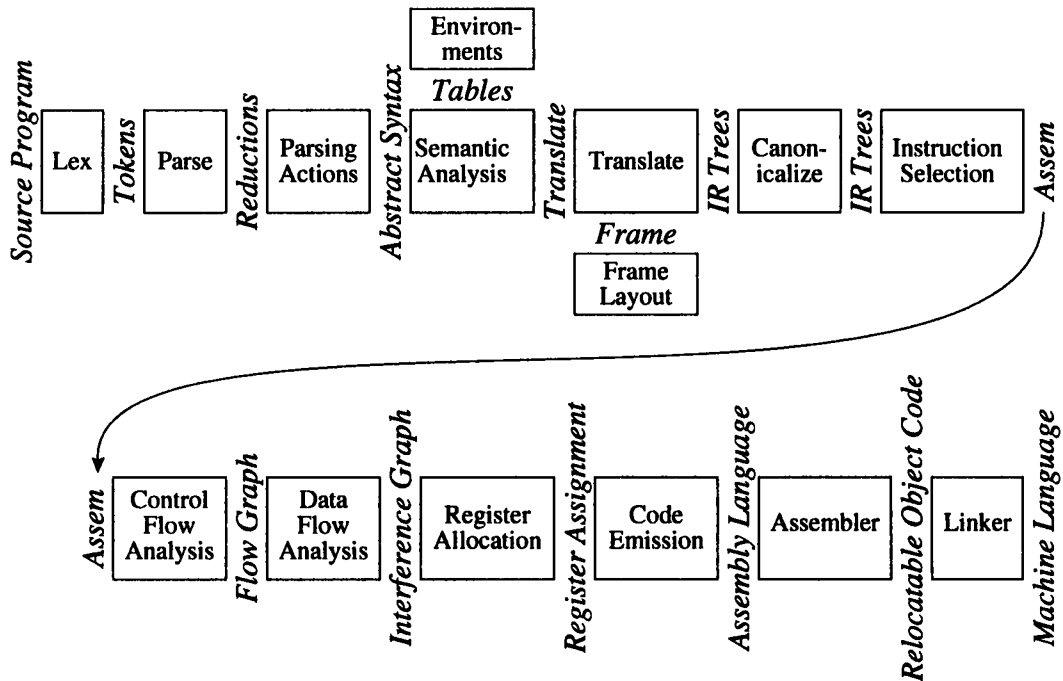 Environ-
ments
Tables
Source Program
Lex
Tokens
Parse
Reductions
Parsing
Actions
Abstract Syntax
Semantic
Analysis
Translate
Translate
IR Trees
Canon-
icalize
IR Trees
Instruction
Selection
Assem
Frame
Frame
Layout
Assem
Control
Flow
Analysis
Flow Graph
Data
Flow
Analysis
Interference Graph
Register
Allocation
Register Assignment
Code
Emission
Assembly Language
Assembler
Relocatable Object Code
Linker
Machine Language